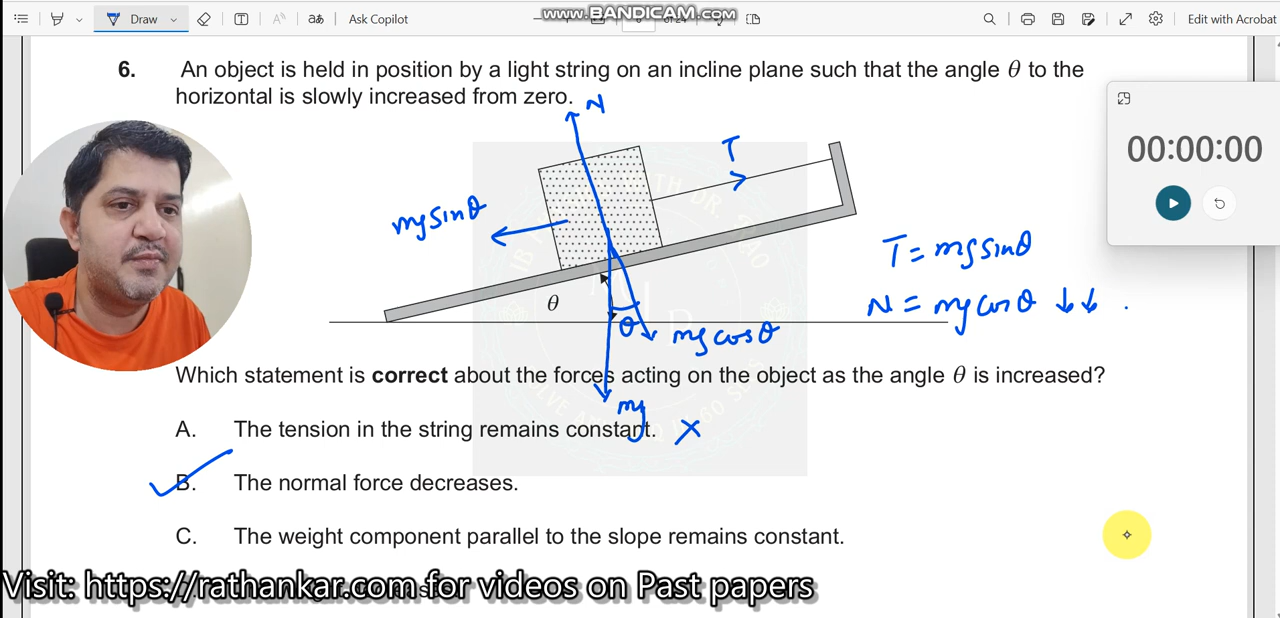 Draw
Ask Copilot
www.BANDICAM.com
Edit with Acrobat
6. An object is held in position by a light string on an incline plane such that the angle θ to the
horizontal is slowly increased from zero.
00:00:00
N
T
mg sinθ
T = mg sinθ
N = mg cosθ ↓↓
θ
θ
mg cosθ
Which statement is correct about the forces acting on the object as the angle θ is increased?
mg
A. The tension in the string remains constant. ✗
B. The normal force decreases.
C. The weight component parallel to the slope remains constant.
Visit: https://rathankar.com for videos on Past papers